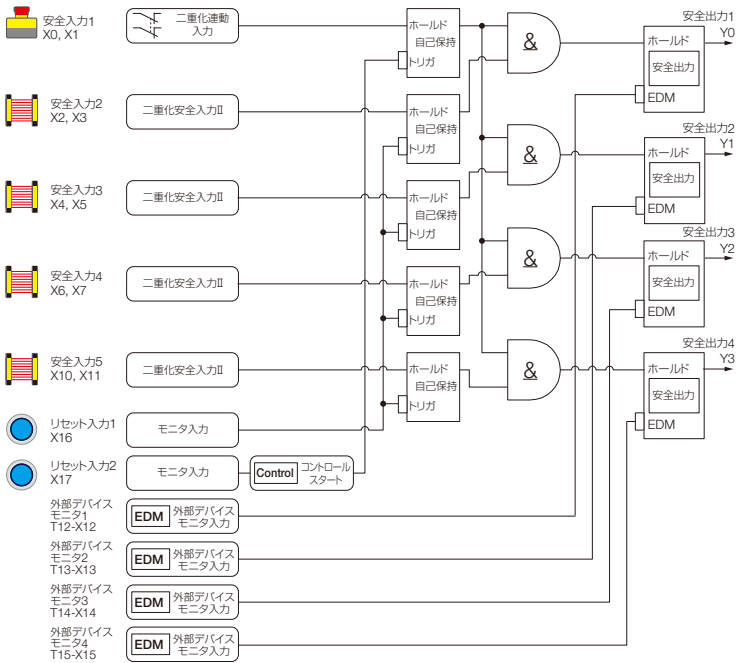 安全入力1
X0, X1
二重化連動
入力
ホールド
自己保持
トリガ
&
安全出力1
Y0
ホールド
安全出力
EDM
安全入力2
X2, X3
二重化安全入力II
ホールド
自己保持
トリガ
&
安全出力2
Y1
ホールド
安全出力
EDM
安全入力3
X4, X5
二重化安全入力II
ホールド
自己保持
トリガ
&
安全出力3
Y2
ホールド
安全出力
EDM
安全入力4
X6, X7
二重化安全入力II
ホールド
自己保持
トリガ
&
安全出力4
Y3
ホールド
安全出力
EDM
安全入力5
X10, X11
二重化安全入力II
ホールド
自己保持
トリガ
リセット入力1
X16
モニタ入力
リセット入力2
X17
モニタ入力
Control
コントロール
スタート
外部デバイス
モニタ1
T12-X12
EDM
外部デバイス
モニタ入力
外部デバイス
モニタ2
T13-X13
EDM
外部デバイス
モニタ入力
外部デバイス
モニタ3
T14-X14
EDM
外部デバイス
モニタ入力
外部デバイス
モニタ4
T15-X15
EDM
外部デバイス
モニタ入力